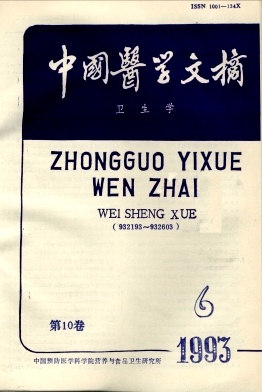 ISSN 1001—124X
中國醫学文摘
卫生学
ZHONGGUO YIXUE
WEN ZHAI
WEI SHENG XUE
(932193~932603)
6
第10卷
1993
中国预防医学科学院营养与食品卫生研究所